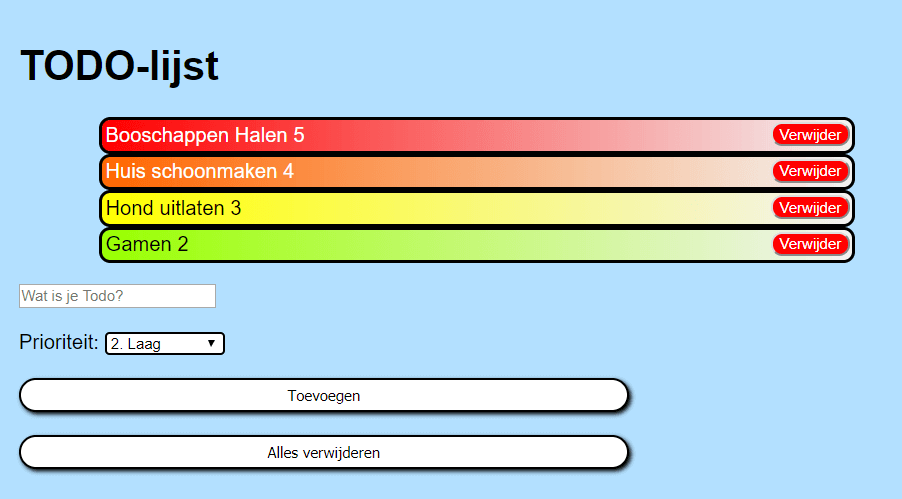 TODO-lijst
Booschappen Halen 5 Verwijder
Huis schoonmaken 4 Verwijder
Hond uitlaten 3 Verwijder
Gamen 2 Verwijder
Wat is je Todo?
Prioriteit: 2. Laag
Toevoegen
Alles verwijderen